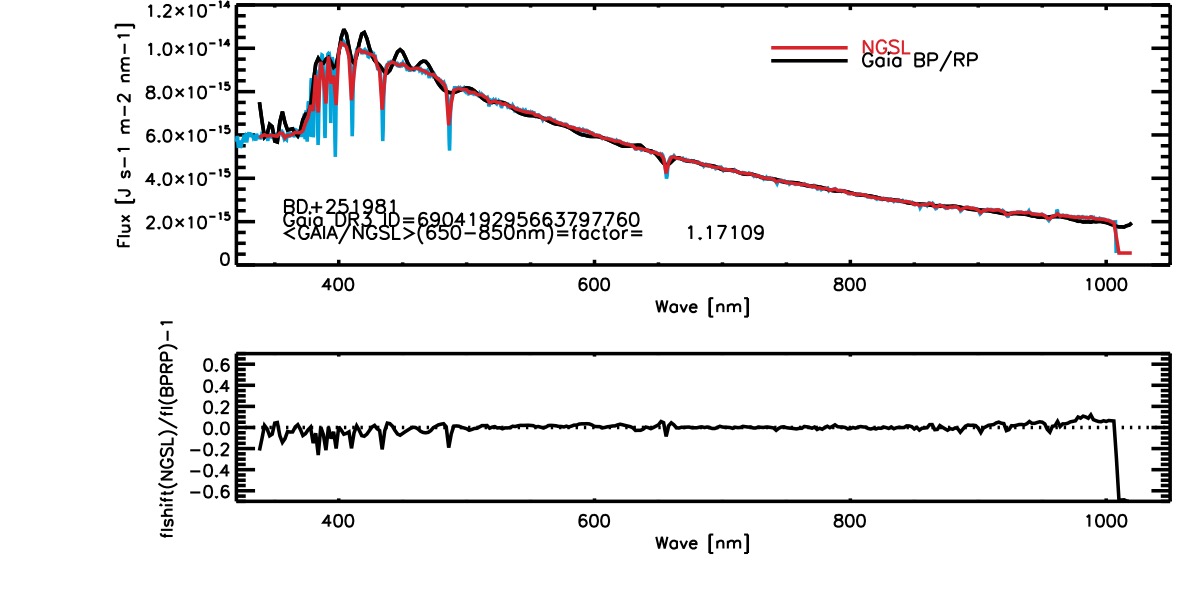 1.2×10⁻¹⁴
1.0×10⁻¹⁴
8.0×10⁻¹⁵
6.0×10⁻¹⁵
4.0×10⁻¹⁵
2.0×10⁻¹⁵
0
Flux [J s−1 m−2 nm−1]
NGSL
Gaia BP/RP
BD+251981
Gaia DR3 ID=690419295663797760
<GAIA/NGSL>(650−850nm)=factor= 1.17109
400 600 800 1000
Wave [nm]
0.6
0.4
0.2
0.0
−0.2
−0.4
−0.6
flshift(NGSL)/fl(BPRP)−1
400 600 800 1000
Wave [nm]